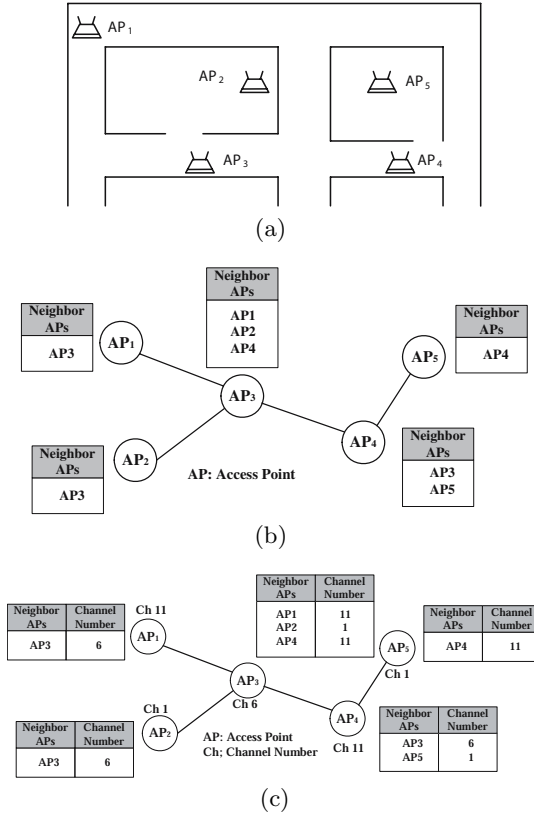 AP1
AP2
AP5
AP3
AP4
(a)
Neighbor
APs
AP1
AP2
AP4
Neighbor
APs
AP3
AP1
Neighbor
APs
AP4
AP5
AP3
Neighbor
APs
AP3
AP2
AP4
Neighbor
APs
AP3
AP5
AP: Access Point
(b)
Neighbor APs Channel Number
AP1 11
AP2 1
AP4 11
Neighbor APs Channel Number
AP3 6
Ch 11
AP1
Neighbor APs Channel Number
AP4 11
AP5
Ch 1
AP3
Ch 6
Neighbor APs Channel Number
AP3 6
Ch 1
AP2
AP4
Ch 11
Neighbor APs Channel Number
AP3 6
AP5 1
AP: Access Point
Ch; Channel Number
(c)